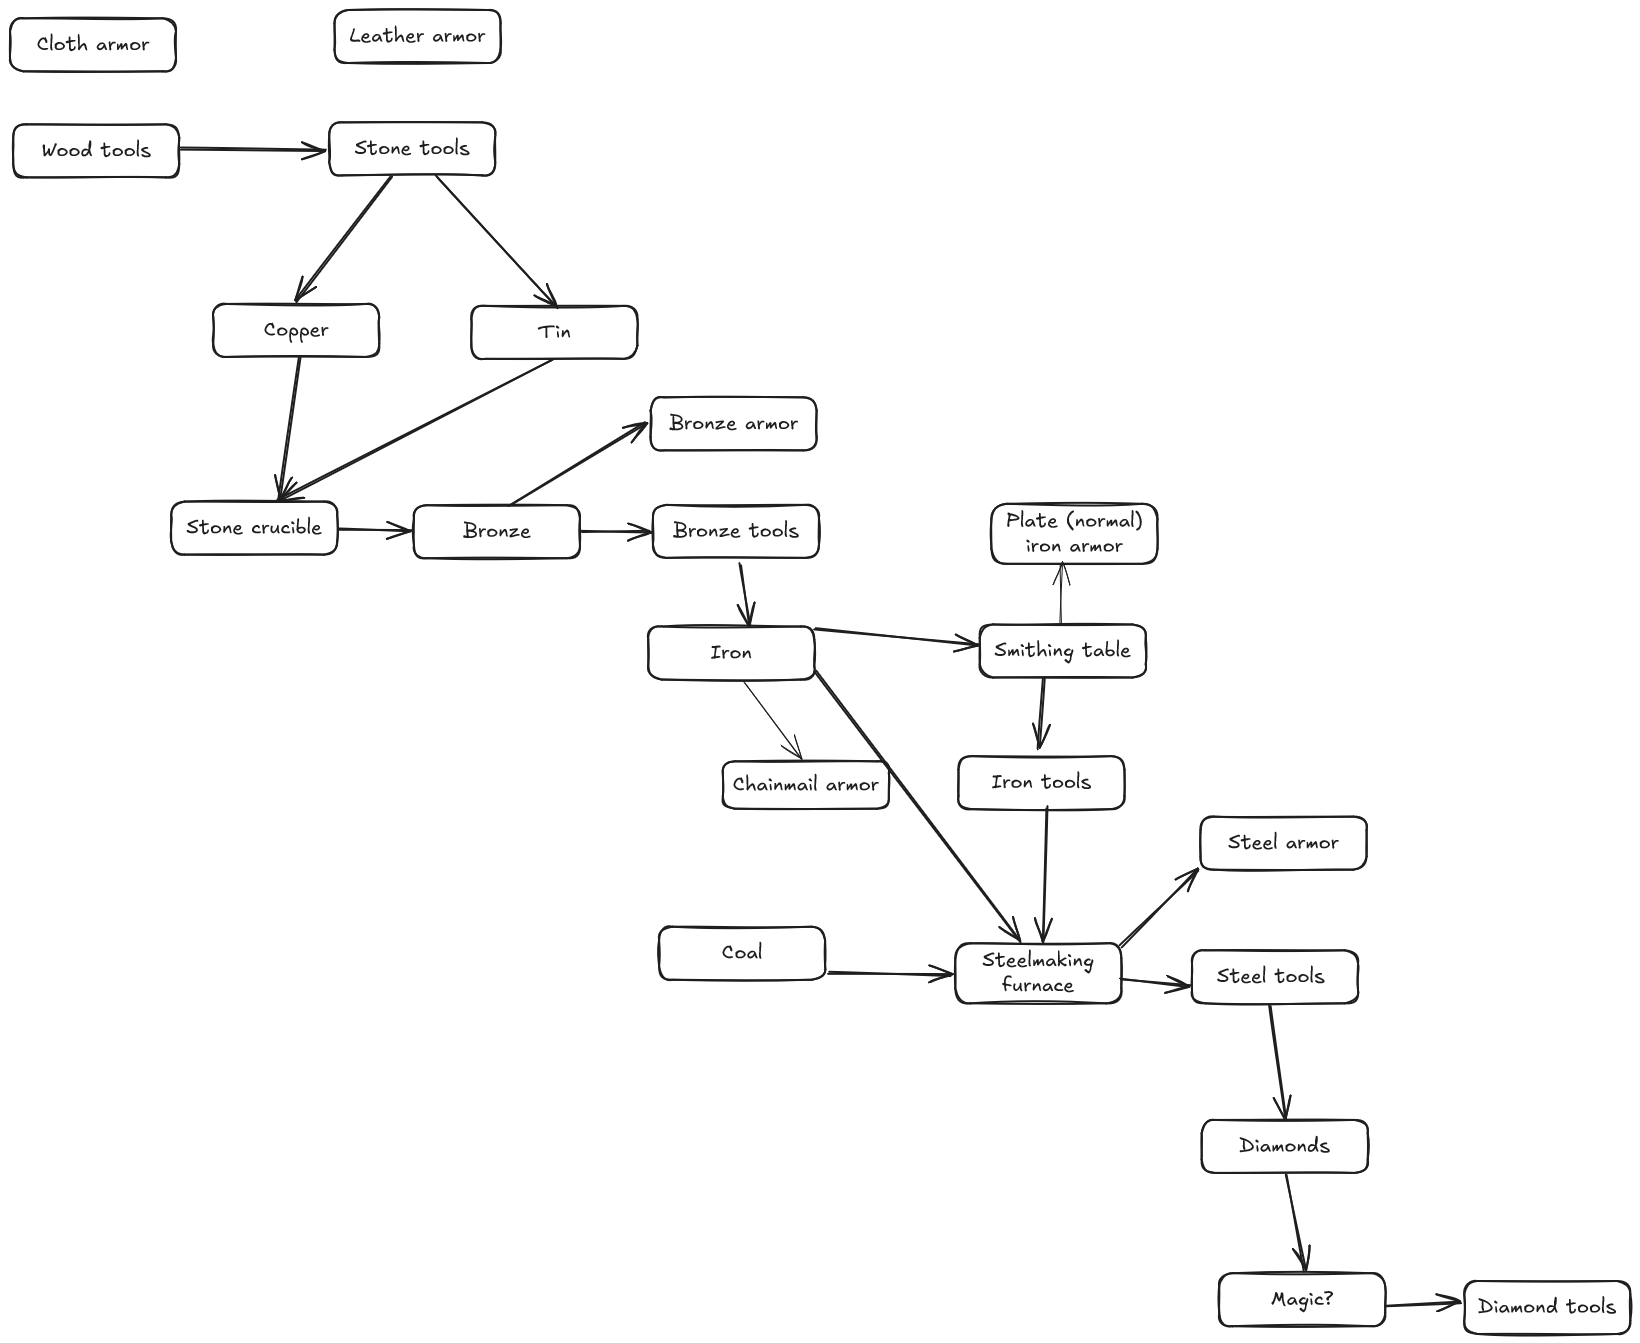 Cloth armor
Leather armor
Wood tools
Stone tools
Copper
Tin
Bronze armor
Stone crucible
Bronze
Bronze tools
Plate (normal)
iron armor
Iron
Smithing table
Chainmail armor
Iron tools
Steel armor
Coal
Steelmaking
furnace
Steel tools
Diamonds
Magic?
Diamond tools